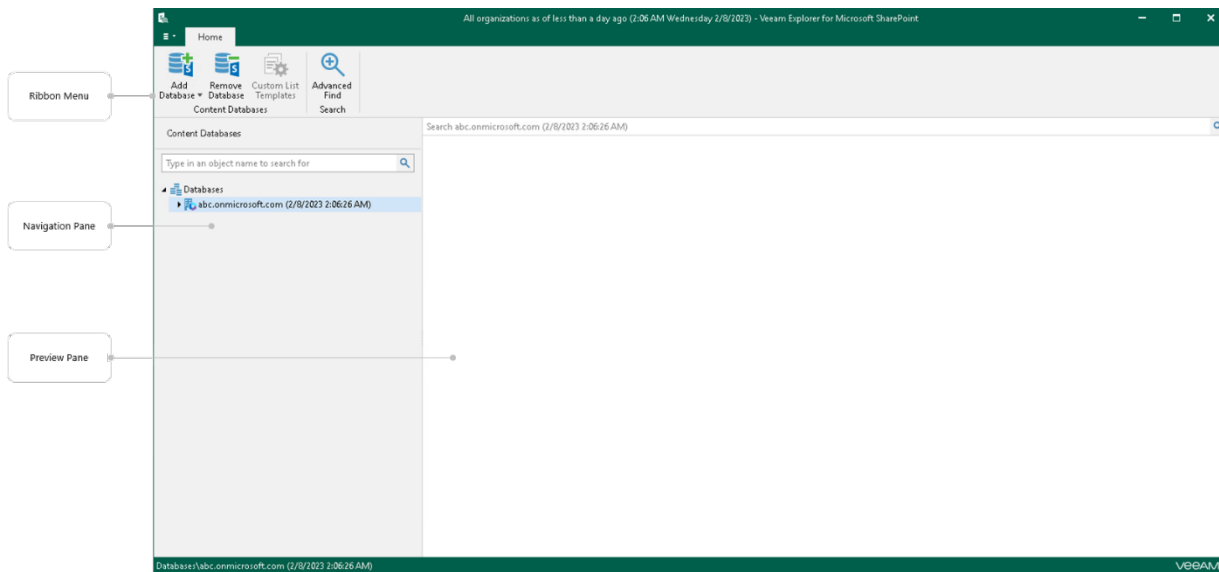 All organizations as of less than a day ago (2:06 AM Wednesday 2/8/2023) - Veeam Explorer for Microsoft SharePoint
Home
Add Database
Remove Database
Custom List Templates
Advanced Find
Content Databases
Search
Ribbon Menu
Content Databases
Search abc.onmicrosoft.com (2/8/2023 2:06:26 AM)
Type in an object name to search for
Databases
abc.onmicrosoft.com (2/8/2023 2:06:26 AM)
Navigation Pane
Preview Pane
Databases\abc.onmicrosoft.com (2/8/2023 2:06:26 AM)
veeAM